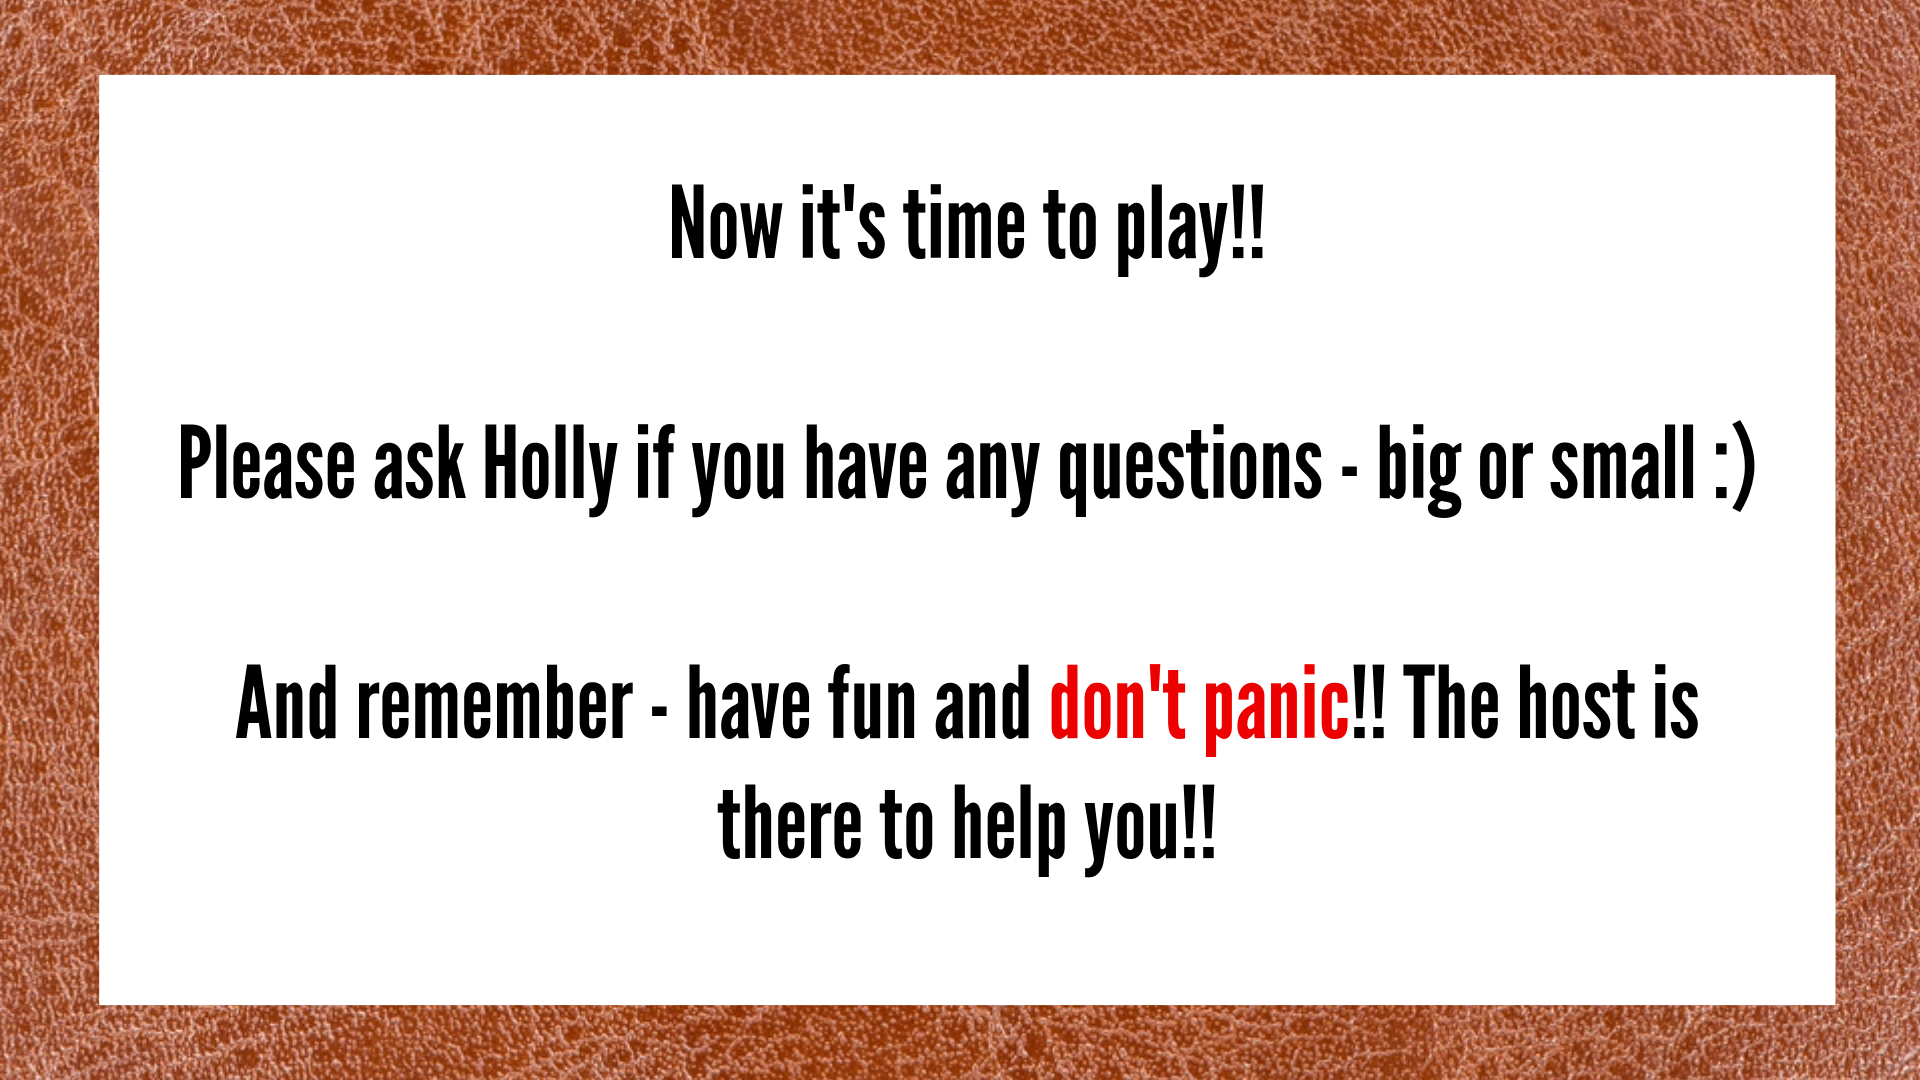 Now it's time to play!!
Please ask Holly if you have any questions - big or small :)
And remember - have fun and don't panic!! The host is
there to help you!!